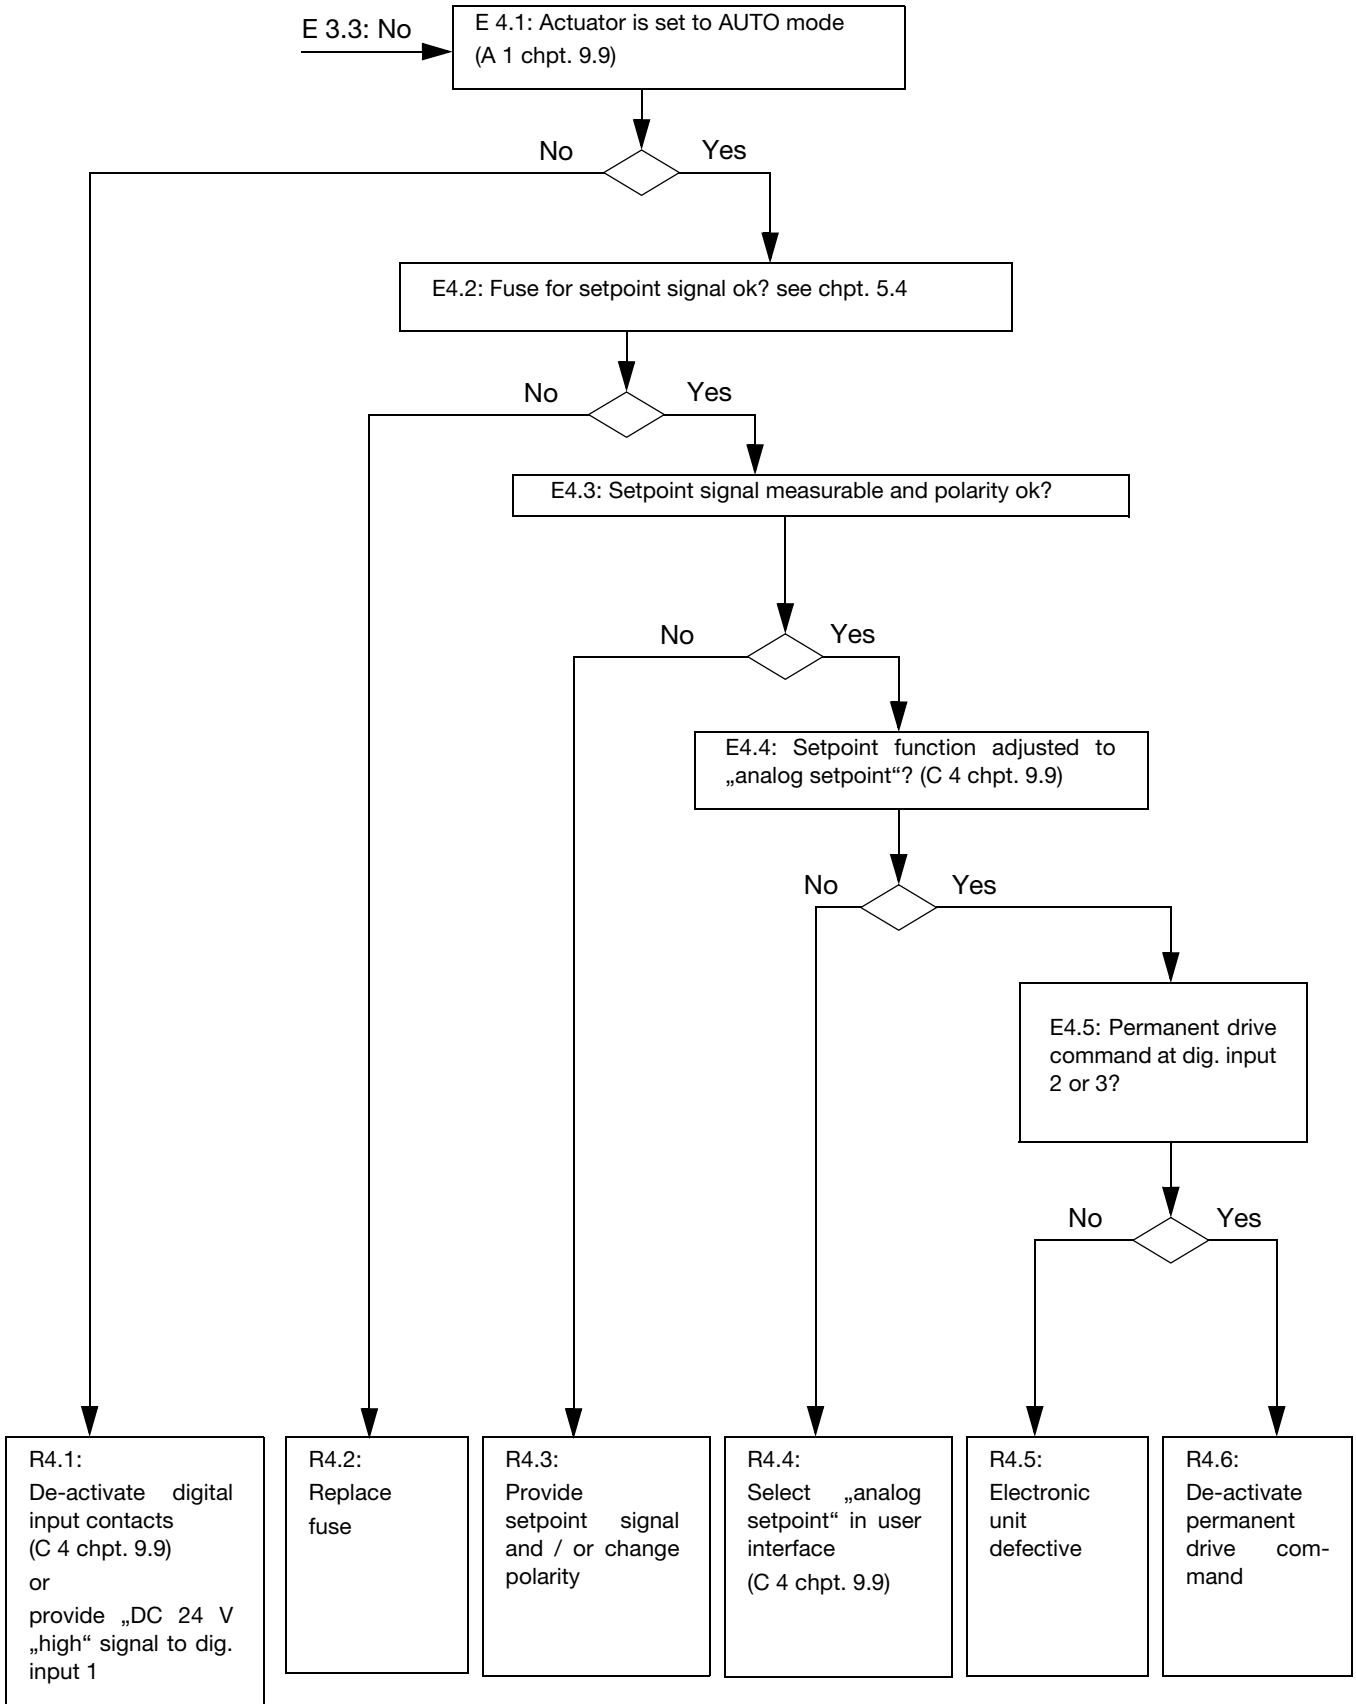 E 3.3: No
E 4.1: Actuator is set to AUTO mode
(A 1 chpt. 9.9)
No
Yes
E4.2: Fuse for setpoint signal ok? see chpt. 5.4
No
Yes
E4.3: Setpoint signal measurable and polarity ok?
No
Yes
E4.4: Setpoint function adjusted to
„analog setpoint“? (C 4 chpt. 9.9)
No
Yes
E4.5: Permanent drive
command at dig. input
2 or 3?
No
Yes
R4.1:
De-activate digital
input contacts
(C 4 chpt. 9.9)
or
provide „DC 24 V
„high“ signal to dig.
input 1
R4.2:
Replace
fuse
R4.3:
Provide
setpoint signal
and / or change
polarity
R4.4:
Select „analog
setpoint“ in user
interface
(C 4 chpt. 9.9)
R4.5:
Electronic
unit
defective
R4.6:
De-activate
permanent
drive com-
mand